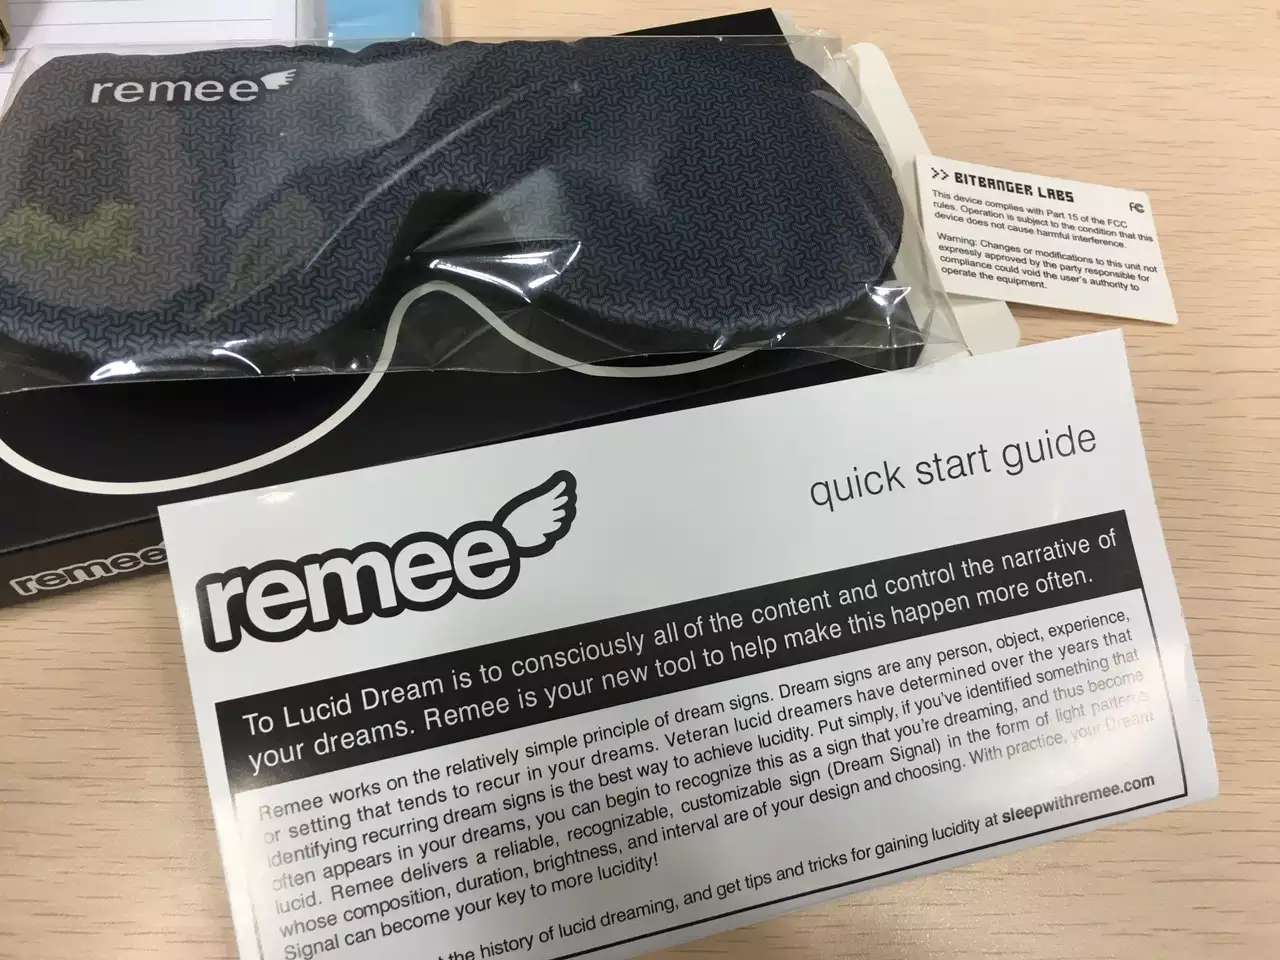 remee
>> BITBANGER LABS
FC
This device complies with Part 15 of the FCC
rules. Operation is subject to the condition that this
device does not cause harmful interference.
Warning: Changes or modifications to this unit not
expressly approved by the party responsible for
compliance could void the user's authority to
operate the equipment.
remee
remee
quick start guide
To Lucid Dream is to consciously all of the content and control the narrative of
your dreams. Remee is your new tool to help make this happen more often.
Remee works on the relatively simple principle of dream signs. Dream signs are any person, object, experience,
or setting that tends to recur in your dreams. Veteran lucid dreamers have determined over the years that
identifying recurring dream signs is the best way to achieve lucidity. Put simply, if you've identified something that
often appears in your dreams, you can begin to recognize this as a sign that you're dreaming, and thus become
lucid. Remee delivers a reliable, recognizable, customizable sign (Dream Signal) in the form of light patterns
whose composition, duration, brightness, and interval are of your design and choosing. With practice, your Dream
Signal can become your key to more lucidity!
the history of lucid dreaming, and get tips and tricks for gaining lucidity at sleepwithremee.com